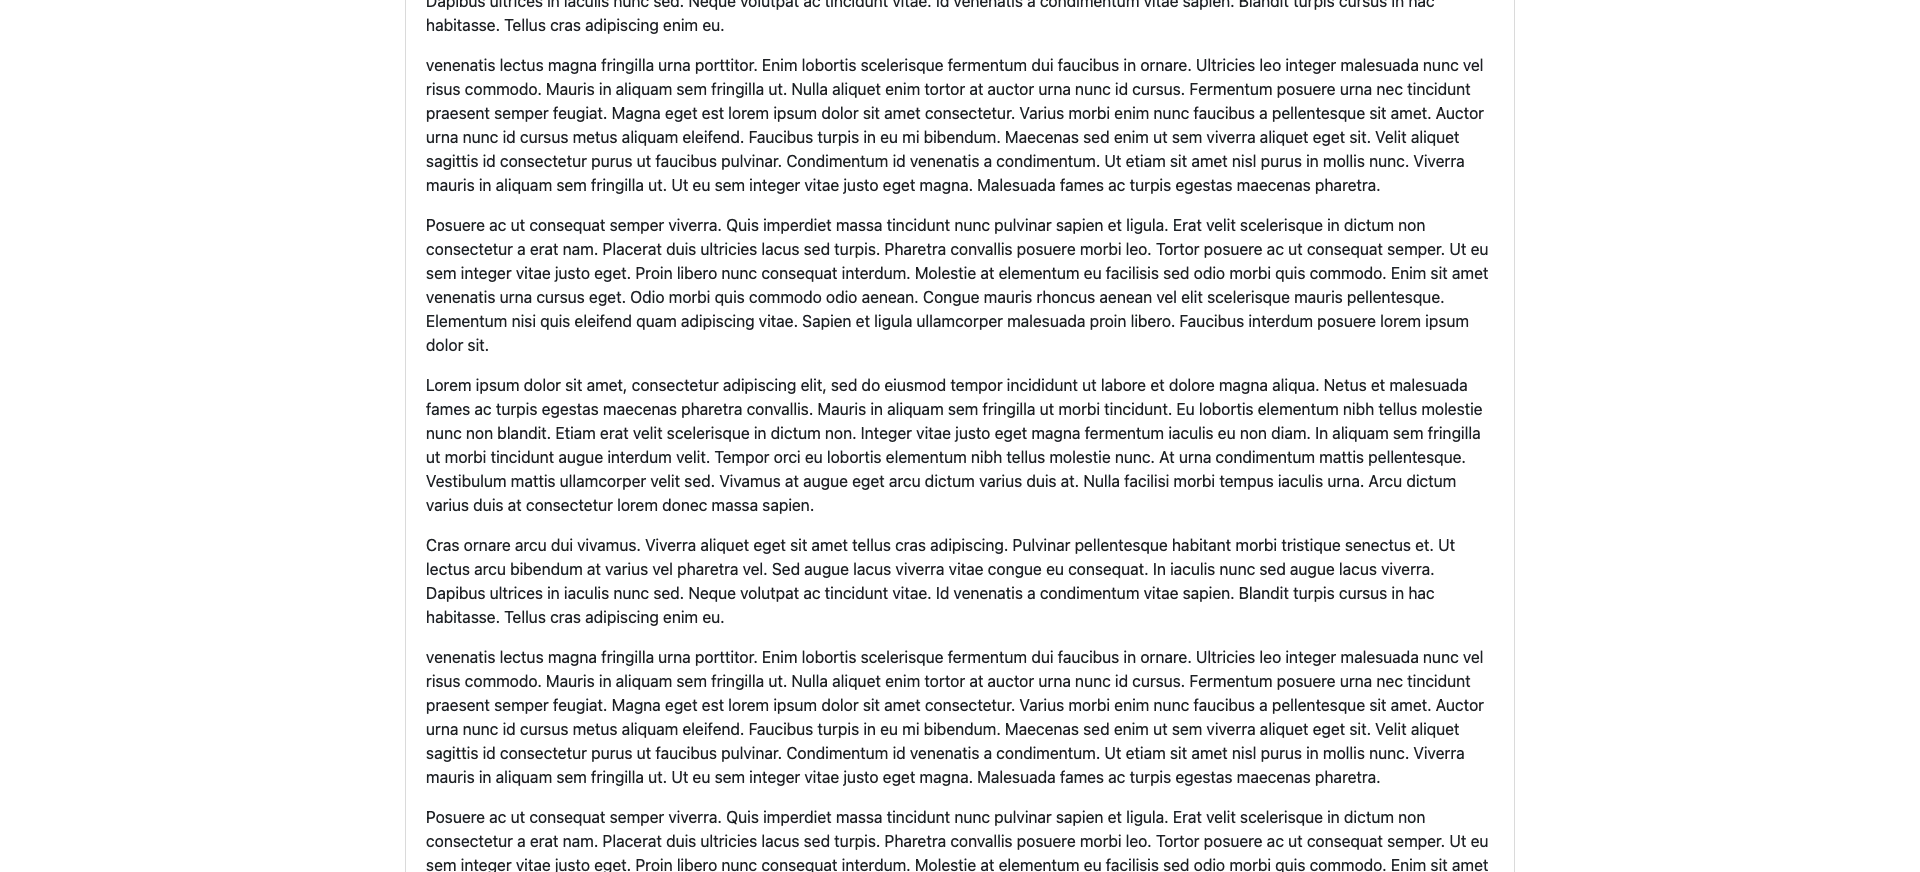 Dapibus ultrices in iaculis nunc sed. Neque volutpat ac tincidunt vitae. Id venenatis a condimentum vitae sapien. Blandit turpis cursus in hac
habitasse. Tellus cras adipiscing enim eu.
venenatis lectus magna fringilla urna porttitor. Enim lobortis scelerisque fermentum dui faucibus in ornare. Ultricies leo integer malesuada nunc vel
risus commodo. Mauris in aliquam sem fringilla ut. Nulla aliquet enim tortor at auctor urna nunc id cursus. Fermentum posuere urna nec tincidunt
praesent semper feugiat. Magna eget est lorem ipsum dolor sit amet consectetur. Varius morbi enim nunc faucibus a pellentesque sit amet. Auctor
urna nunc id cursus metus aliquam eleifend. Faucibus turpis in eu mi bibendum. Maecenas sed enim ut sem viverra aliquet eget sit. Velit aliquet
sagittis id consectetur purus ut faucibus pulvinar. Condimentum id venenatis a condimentum. Ut etiam sit amet nisl purus in mollis nunc. Viverra
mauris in aliquam sem fringilla ut. Ut eu sem integer vitae justo eget magna. Malesuada fames ac turpis egestas maecenas pharetra.
Posuere ac ut consequat semper viverra. Quis imperdiet massa tincidunt nunc pulvinar sapien et ligula. Erat velit scelerisque in dictum non
consectetur a erat nam. Placerat duis ultricies lacus sed turpis. Pharetra convallis posuere morbi leo. Tortor posuere ac ut consequat semper. Ut eu
sem integer vitae justo eget. Proin libero nunc consequat interdum. Molestie at elementum eu facilisis sed odio morbi quis commodo. Enim sit amet
venenatis urna cursus eget. Odio morbi quis commodo odio aenean. Congue mauris rhoncus aenean vel elit scelerisque mauris pellentesque.
Elementum nisi quis eleifend quam adipiscing vitae. Sapien et ligula ullamcorper malesuada proin libero. Faucibus interdum posuere lorem ipsum
dolor sit.
Lorem ipsum dolor sit amet, consectetur adipiscing elit, sed do eiusmod tempor incididunt ut labore et dolore magna aliqua. Netus et malesuada
fames ac turpis egestas maecenas pharetra convallis. Mauris in aliquam sem fringilla ut morbi tincidunt. Eu lobortis elementum nibh tellus molestie
nunc non blandit. Etiam erat velit scelerisque in dictum non. Integer vitae justo eget magna fermentum iaculis eu non diam. In aliquam sem fringilla
ut morbi tincidunt augue interdum velit. Tempor orci eu lobortis elementum nibh tellus molestie nunc. At urna condimentum mattis pellentesque.
Vestibulum mattis ullamcorper velit sed. Vivamus at augue eget arcu dictum varius duis at. Nulla facilisi morbi tempus iaculis urna. Arcu dictum
varius duis at consectetur lorem donec massa sapien.
Cras ornare arcu dui vivamus. Viverra aliquet eget sit amet tellus cras adipiscing. Pulvinar pellentesque habitant morbi tristique senectus et. Ut
lectus arcu bibendum at varius vel pharetra vel. Sed augue lacus viverra vitae congue eu consequat. In iaculis nunc sed augue lacus viverra.
Dapibus ultrices in iaculis nunc sed. Neque volutpat ac tincidunt vitae. Id venenatis a condimentum vitae sapien. Blandit turpis cursus in hac
habitasse. Tellus cras adipiscing enim eu.
venenatis lectus magna fringilla urna porttitor. Enim lobortis scelerisque fermentum dui faucibus in ornare. Ultricies leo integer malesuada nunc vel
risus commodo. Mauris in aliquam sem fringilla ut. Nulla aliquet enim tortor at auctor urna nunc id cursus. Fermentum posuere urna nec tincidunt
praesent semper feugiat. Magna eget est lorem ipsum dolor sit amet consectetur. Varius morbi enim nunc faucibus a pellentesque sit amet. Auctor
urna nunc id cursus metus aliquam eleifend. Faucibus turpis in eu mi bibendum. Maecenas sed enim ut sem viverra aliquet eget sit. Velit aliquet
sagittis id consectetur purus ut faucibus pulvinar. Condimentum id venenatis a condimentum. Ut etiam sit amet nisl purus in mollis nunc. Viverra
mauris in aliquam sem fringilla ut. Ut eu sem integer vitae justo eget magna. Malesuada fames ac turpis egestas maecenas pharetra.
Posuere ac ut consequat semper viverra. Quis imperdiet massa tincidunt nunc pulvinar sapien et ligula. Erat velit scelerisque in dictum non
consectetur a erat nam. Placerat duis ultricies lacus sed turpis. Pharetra convallis posuere morbi leo. Tortor posuere ac ut consequat semper. Ut eu
sem integer vitae justo eget. Proin libero nunc consequat interdum. Molestie at elementum eu facilisis sed odio morbi quis commodo. Enim sit amet